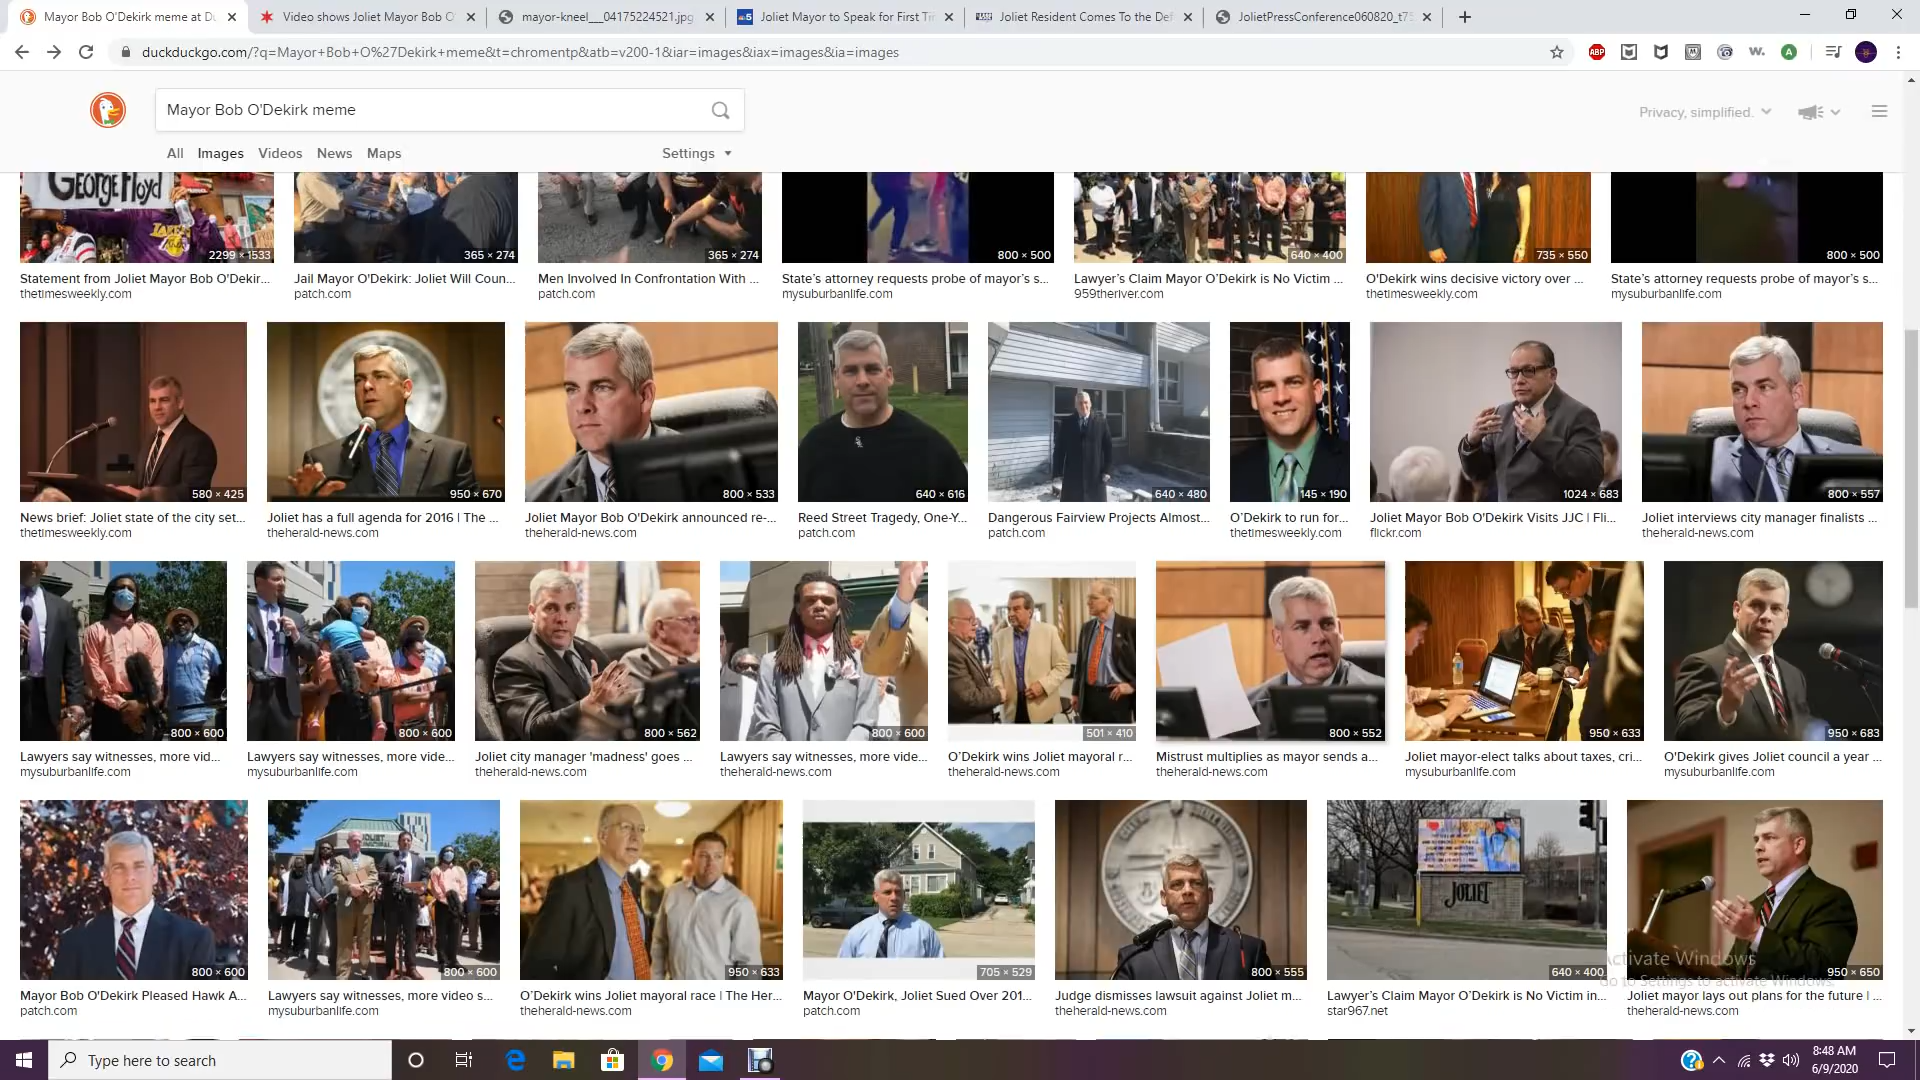 Mayor Bob O'Dekirk meme at Du
Video shows Joliet Mayor Bob O'
mayor-kneel___04175224521.jpg
Joliet Mayor to Speak for First Tim
Joliet Resident Comes To the Def
JolietPressConference060820_t75
duckduckgo.com/?q=Mayor+Bob+O%27Dekirk+meme&t=chromentp&atb=v200-1&iar=images&iax=images&ia=images
ABP
w.
A
Mayor Bob O'Dekirk meme
Privacy, simplified.
All Images Videos News Maps
Settings
George Floyd
LAKERS
2299 × 1533
365 × 274
365 × 274
800 × 500
640 × 400
735 × 550
800 × 500
Statement from Joliet Mayor Bob O'Dekir...
thetimesweekly.com
Jail Mayor O'Dekirk: Joliet Will Coun...
patch.com
Men Involved In Confrontation With ...
patch.com
State's attorney requests probe of mayor's s...
mysuburbanlife.com
Lawyer's Claim Mayor O'Dekirk is No Victim ...
959theriver.com
O'Dekirk wins decisive victory over ...
thetimesweekly.com
State's attorney requests probe of mayor's s...
mysuburbanlife.com
580 × 425
950 × 670
800 × 533
640 × 616
640 × 480
145 × 190
1024 × 683
800 × 557
News brief: Joliet state of the city set...
thetimesweekly.com
Joliet has a full agenda for 2016 | The ...
theherald-news.com
Joliet Mayor Bob O'Dekirk announced re-...
theherald-news.com
Reed Street Tragedy, One-Y...
patch.com
Dangerous Fairview Projects Almost...
patch.com
O'Dekirk to run for...
thetimesweekly.com
Joliet Mayor Bob O'Dekirk Visits JJC | Fli...
flickr.com
Joliet interviews city manager finalists ...
theherald-news.com
800 × 600
800 × 600
800 × 562
800 × 600
501 × 410
800 × 552
950 × 633
950 × 683
Lawyers say witnesses, more vid...
mysuburbanlife.com
Lawyers say witnesses, more vide...
mysuburbanlife.com
Joliet city manager 'madness' goes ...
theherald-news.com
Lawyers say witnesses, more vide...
theherald-news.com
O'Dekirk wins Joliet mayoral r...
theherald-news.com
Mistrust multiplies as mayor sends a...
theherald-news.com
Joliet mayor-elect talks about taxes, cri...
mysuburbanlife.com
O'Dekirk gives Joliet council a year ...
mysuburbanlife.com
JOLIET
MUNICIPAL
JOLIET
800 × 600
800 × 600
950 × 633
705 × 529
800 × 555
640 × 400
950 × 650
Activate Windows
Go to Settings to activate Windows.
Mayor Bob O'Dekirk Pleased Hawk A...
patch.com
Lawyers say witnesses, more video s...
mysuburbanlife.com
O'Dekirk wins Joliet mayoral race | The Her...
theherald-news.com
Mayor O'Dekirk, Joliet Sued Over 201...
patch.com
Judge dismisses lawsuit against Joliet m...
theherald-news.com
Lawyer's Claim Mayor O'Dekirk is No Victim in...
star967.net
Joliet mayor lays out plans for the future | ...
theherald-news.com
Type here to search
8:48 AM
6/9/2020